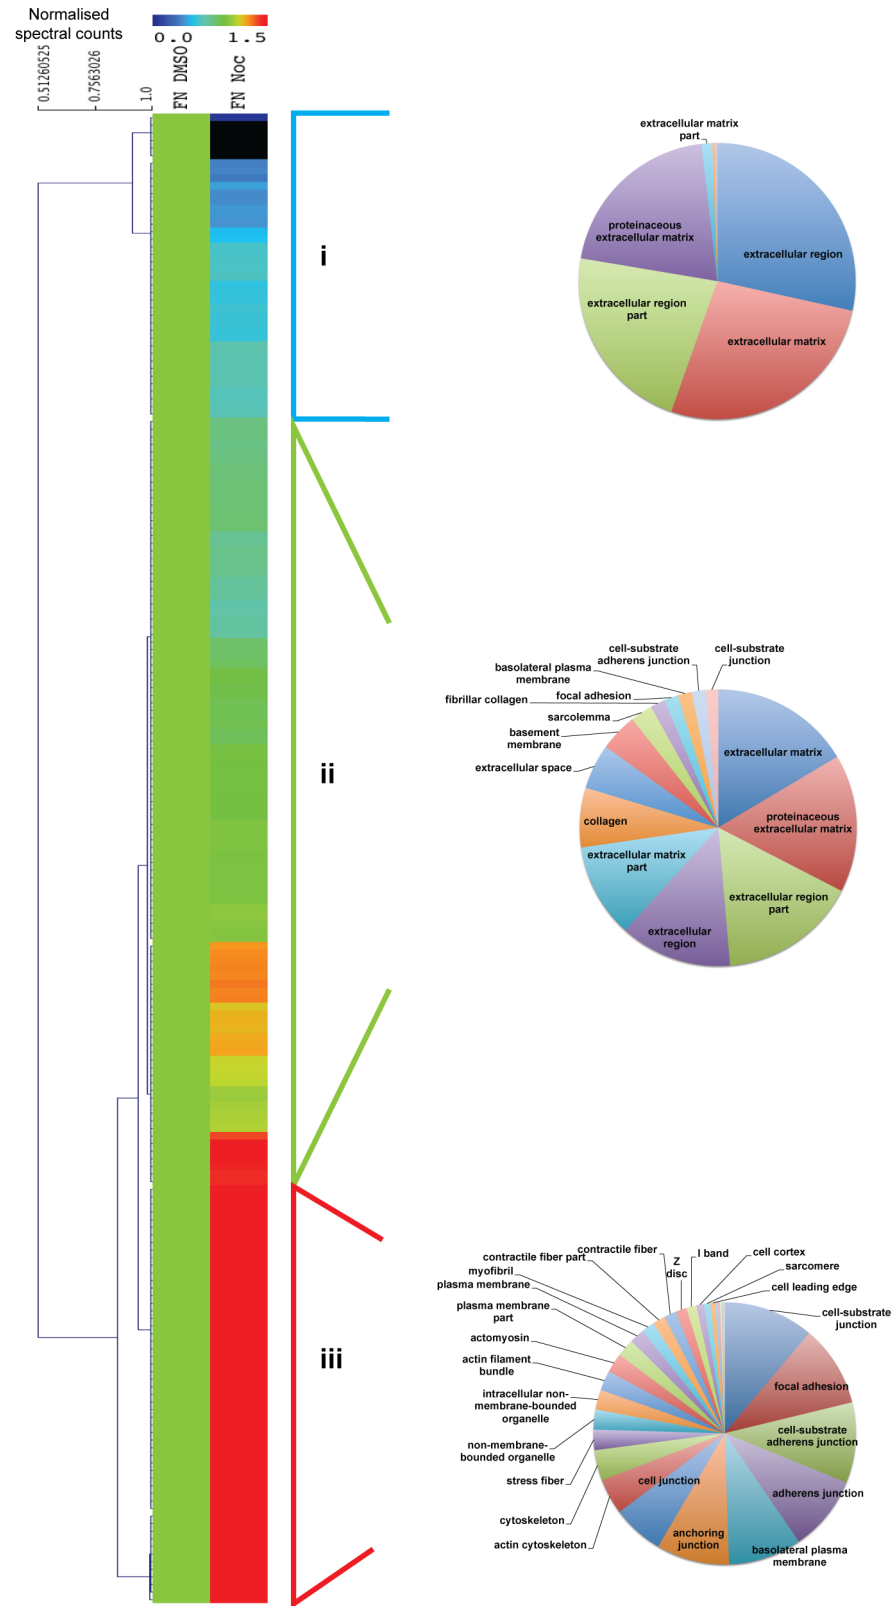 Normalised
spectral counts
0.0 1.5
0.51260525
0.7563026
1.0
FN DMSO
FN Noc
i
extracellular matrix
part
proteinaceous
extracellular matrix
extracellular region
extracellular region
part
extracellular matrix
ii
cell-substrate
adherens junction
cell-substrate
junction
basolateral plasma
membrane
focal adhesion
fibrillar collagen
sarcolemma
basement
membrane
extracellular space
collagen
extracellular matrix
part
extracellular
region
extracellular matrix
proteinaceous
extracellular matrix
extracellular region
part
iii
contractile fiber
contractile fiber part
Z
disc
I band
cell cortex
sarcomere
cell leading edge
myofibril
plasma membrane
plasma membrane
part
actomyosin
actin filament
bundle
intracellular non-
membrane-bounded
organelle
non-membrane-
bounded organelle
stress fiber
cytoskeleton
actin cytoskeleton
cell junction
anchoring
junction
cell-substrate
junction
focal adhesion
cell-substrate
adherens junction
adherens junction
basolateral plasma
membrane